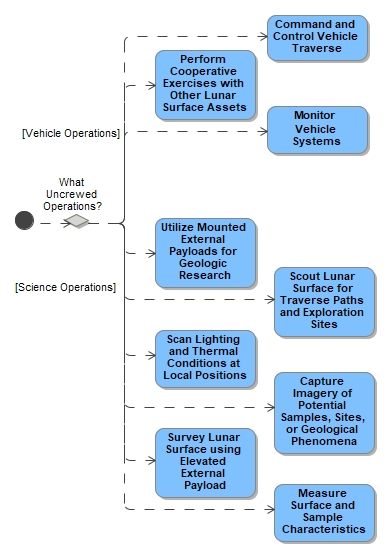 Command and
Control Vehicle
Traverse
Perform
Cooperative
Exercises with
Other Lunar
Surface Assets
Monitor
Vehicle
Systems
[Vehicle Operations]
What
Uncrewed
Operations?
Utilize Mounted
External
Payloads for
Geologic
Research
[Science Operations]
Scout Lunar
Surface for
Traverse Paths
and Exploration
Sites
Scan Lighting
and Thermal
Conditions at
Local Positions
Capture
Imagery of
Potential
Samples, Sites,
or Geological
Phenomena
Survey Lunar
Surface using
Elevated
External
Payload
Measure
Surface and
Sample
Characteristics